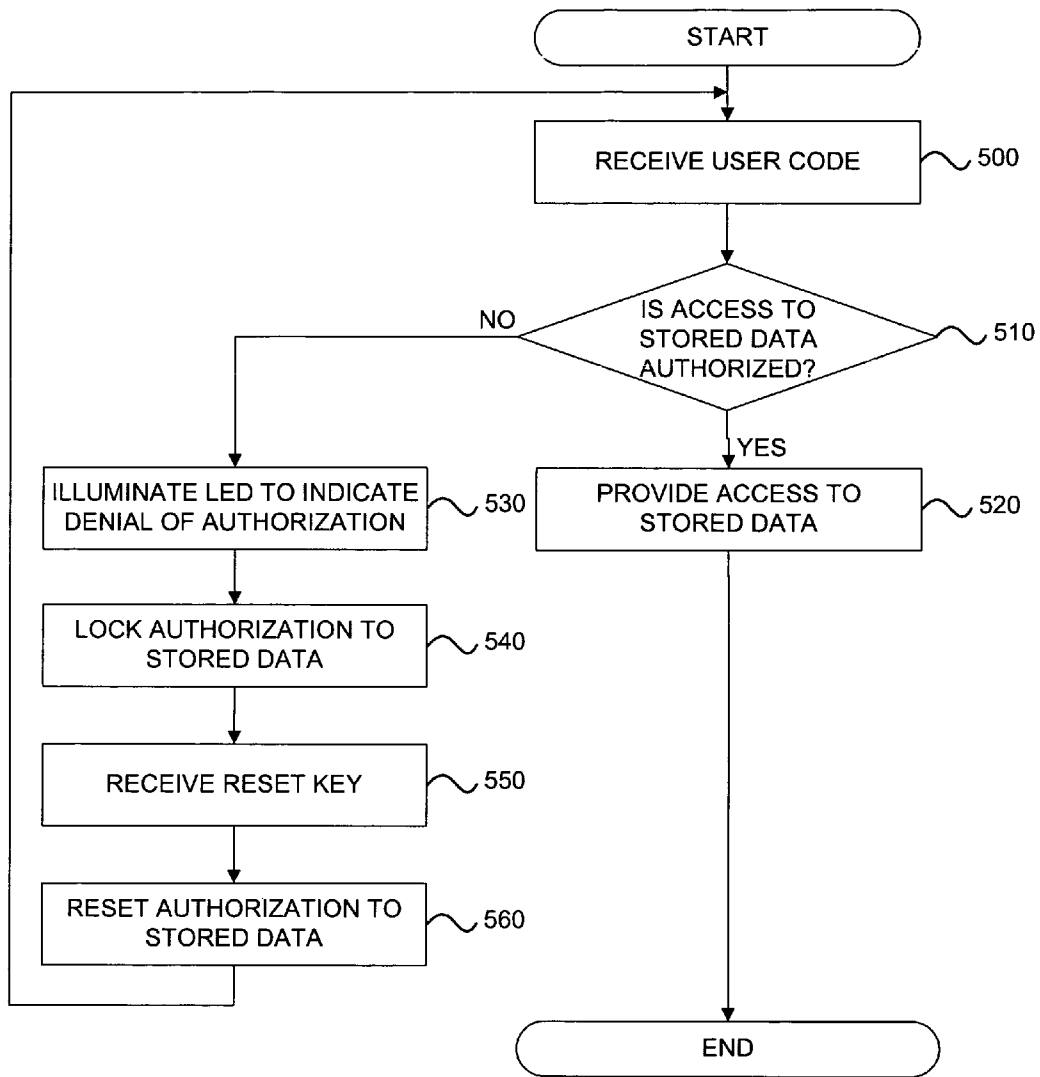 START
RECEIVE USER CODE
500
IS ACCESS TO
STORED DATA
AUTHORIZED?
510
NO
YES
ILLUMINATE LED TO INDICATE
DENIAL OF AUTHORIZATION
530
PROVIDE ACCESS TO
STORED DATA
520
LOCK AUTHORIZATION TO
STORED DATA
540
RECEIVE RESET KEY
550
RESET AUTHORIZATION TO
STORED DATA
560
END